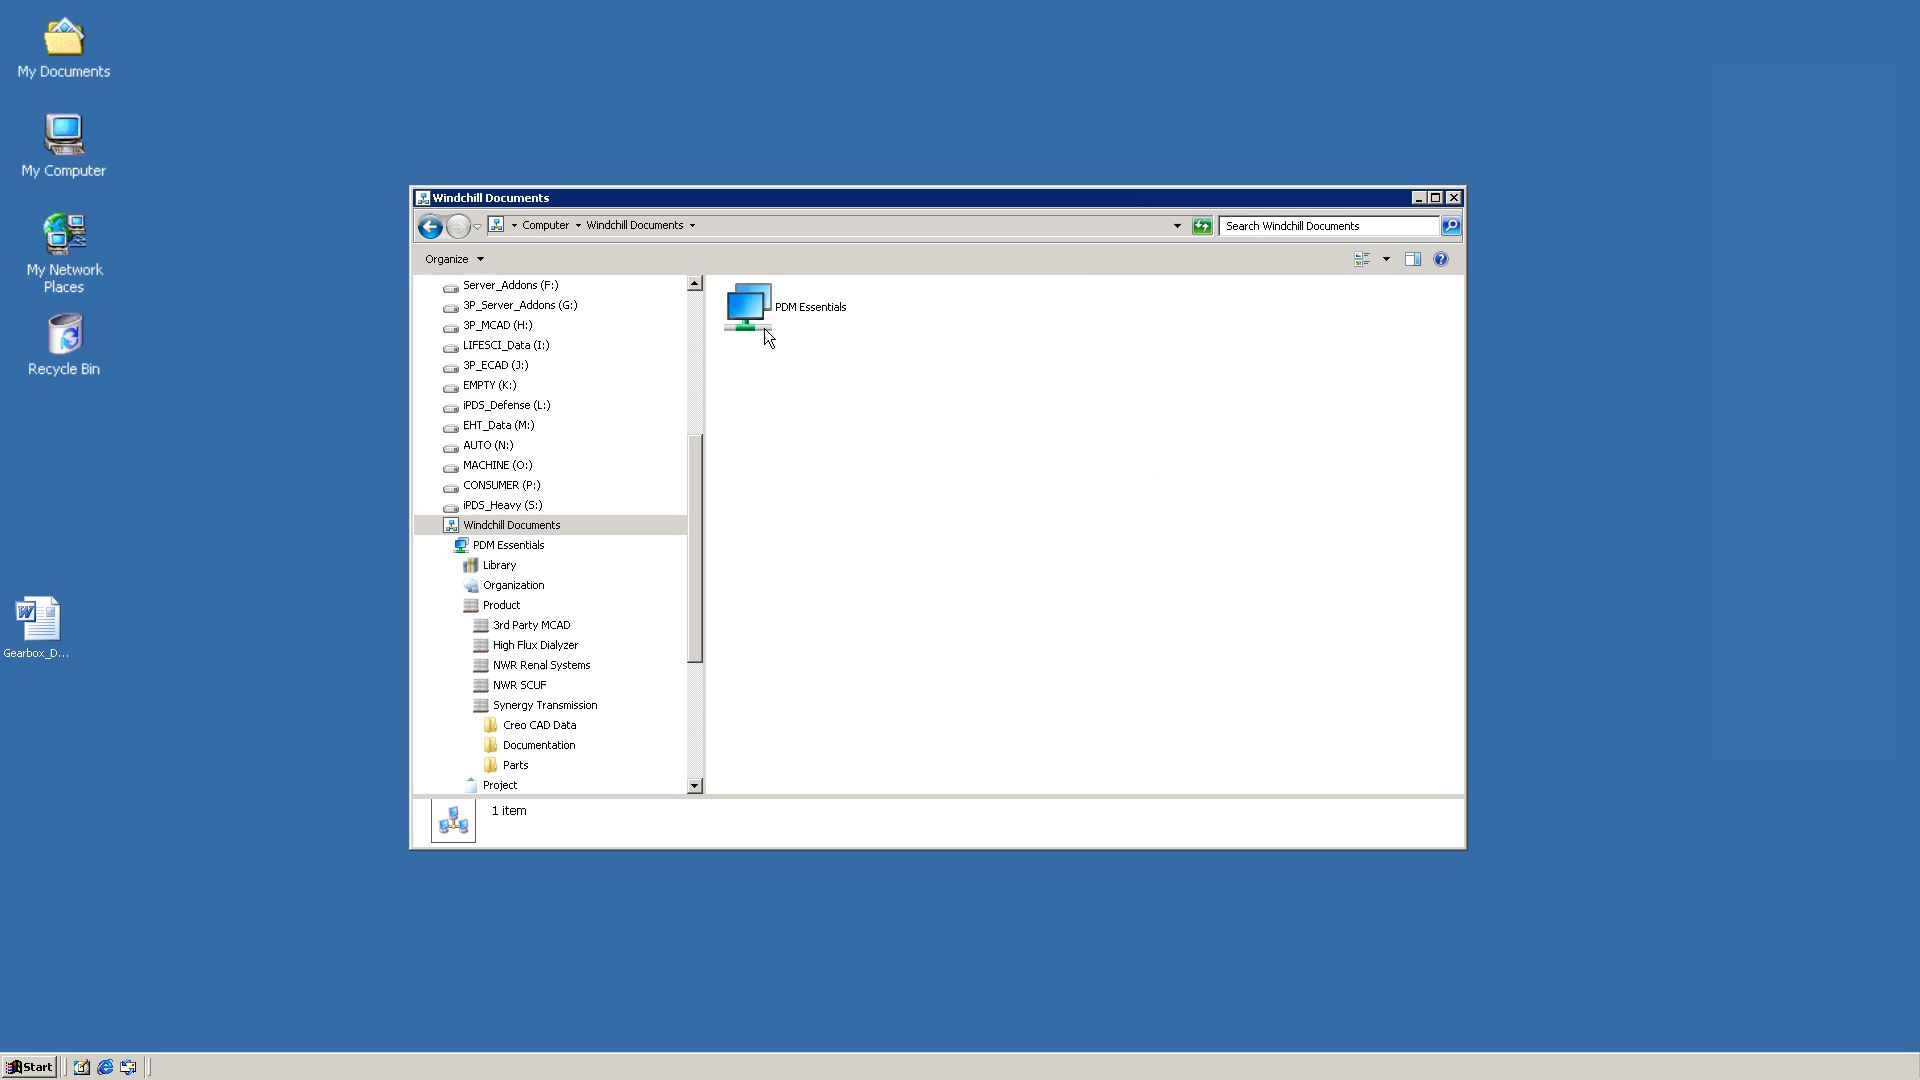 My Documents
My Computer
My Network
Places
Recycle Bin
Gearbox_D...
Windchill Documents
Computer
Windchill Documents
Search Windchill Documents
Organize
Server_Addons (F:)
3P_Server_Addons (G:)
3P_MCAD (H:)
LIFESCI_Data (I:)
3P_ECAD (J:)
EMPTY (K:)
iPDS_Defense (L:)
EHT_Data (M:)
AUTO (N:)
MACHINE (O:)
CONSUMER (P:)
iPDS_Heavy (S:)
Windchill Documents
PDM Essentials
Library
Organization
Product
3rd Party MCAD
High Flux Dialyzer
NWR Renal Systems
NWR SCUF
Synergy Transmission
Creo CAD Data
Documentation
Parts
Project
PDM Essentials
1 item
Start